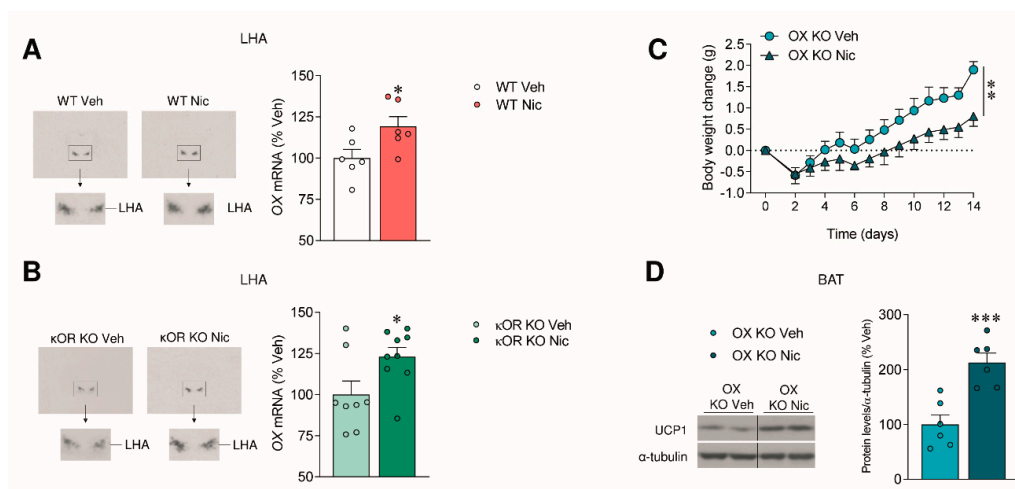 A
LHA
WT Veh
WT Nic
LHA
LHA
OX mRNA (% Veh)
150
125
100
75
50
*
WT Veh
WT Nic
B
LHA
κOR KO Veh
κOR KO Nic
LHA
LHA
OX mRNA (% Veh)
150
125
100
75
50
*
κOR KO Veh
κOR KO Nic
C
OX KO Veh
OX KO Nic
Body weight change (g)
2.5
2.0
1.5
1.0
0.5
0.0
-0.5
-1.0
0 2 4 6 8 10 12 14
Time (days)
**
D
BAT
OX KO Veh
OX KO Nic
OX OX
KO Veh KO Nic
UCP1
α-tubulin
Protein levels/α-tubulin (% Veh)
300
200
100
0
***